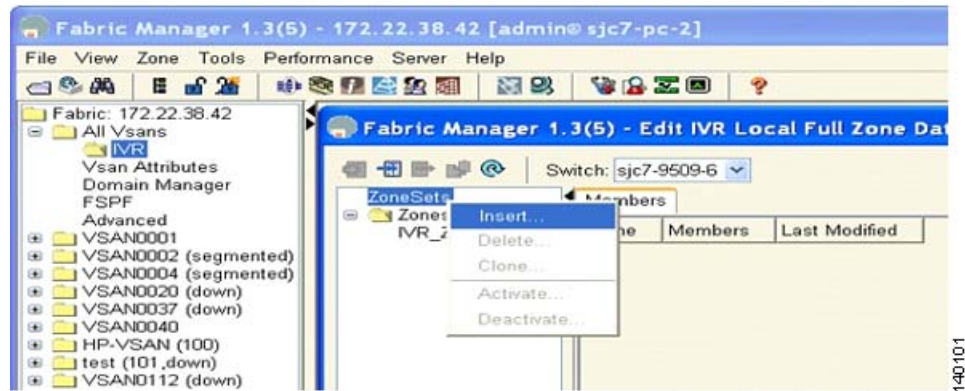 Fabric Manager 1.3(5) - 172.22.38.42 [admin@sjc7-pc-2]
File View Zone Tools Performance Server Help
Fabric: 172.22.38.42
All Vsans
IVR
Vsan Attributes
Domain Manager
FSPF
Advanced
VSAN0001
VSAN0002 (segmented)
VSAN0004 (segmented)
VSAN0020 (down)
VSAN0037 (down)
VSAN0040
HP-VSAN (100)
test (101,down)
VSAN0112 (down)
Fabric Manager 1.3(5) - Edit IVR Local Full Zone Dat
Switch: sjc7-9509-6
ZoneSets
Zones
IVR_Z
Members
Members Last Modified
Insert...
Delete...
Clone...
Activate...
Deactivate...
140101